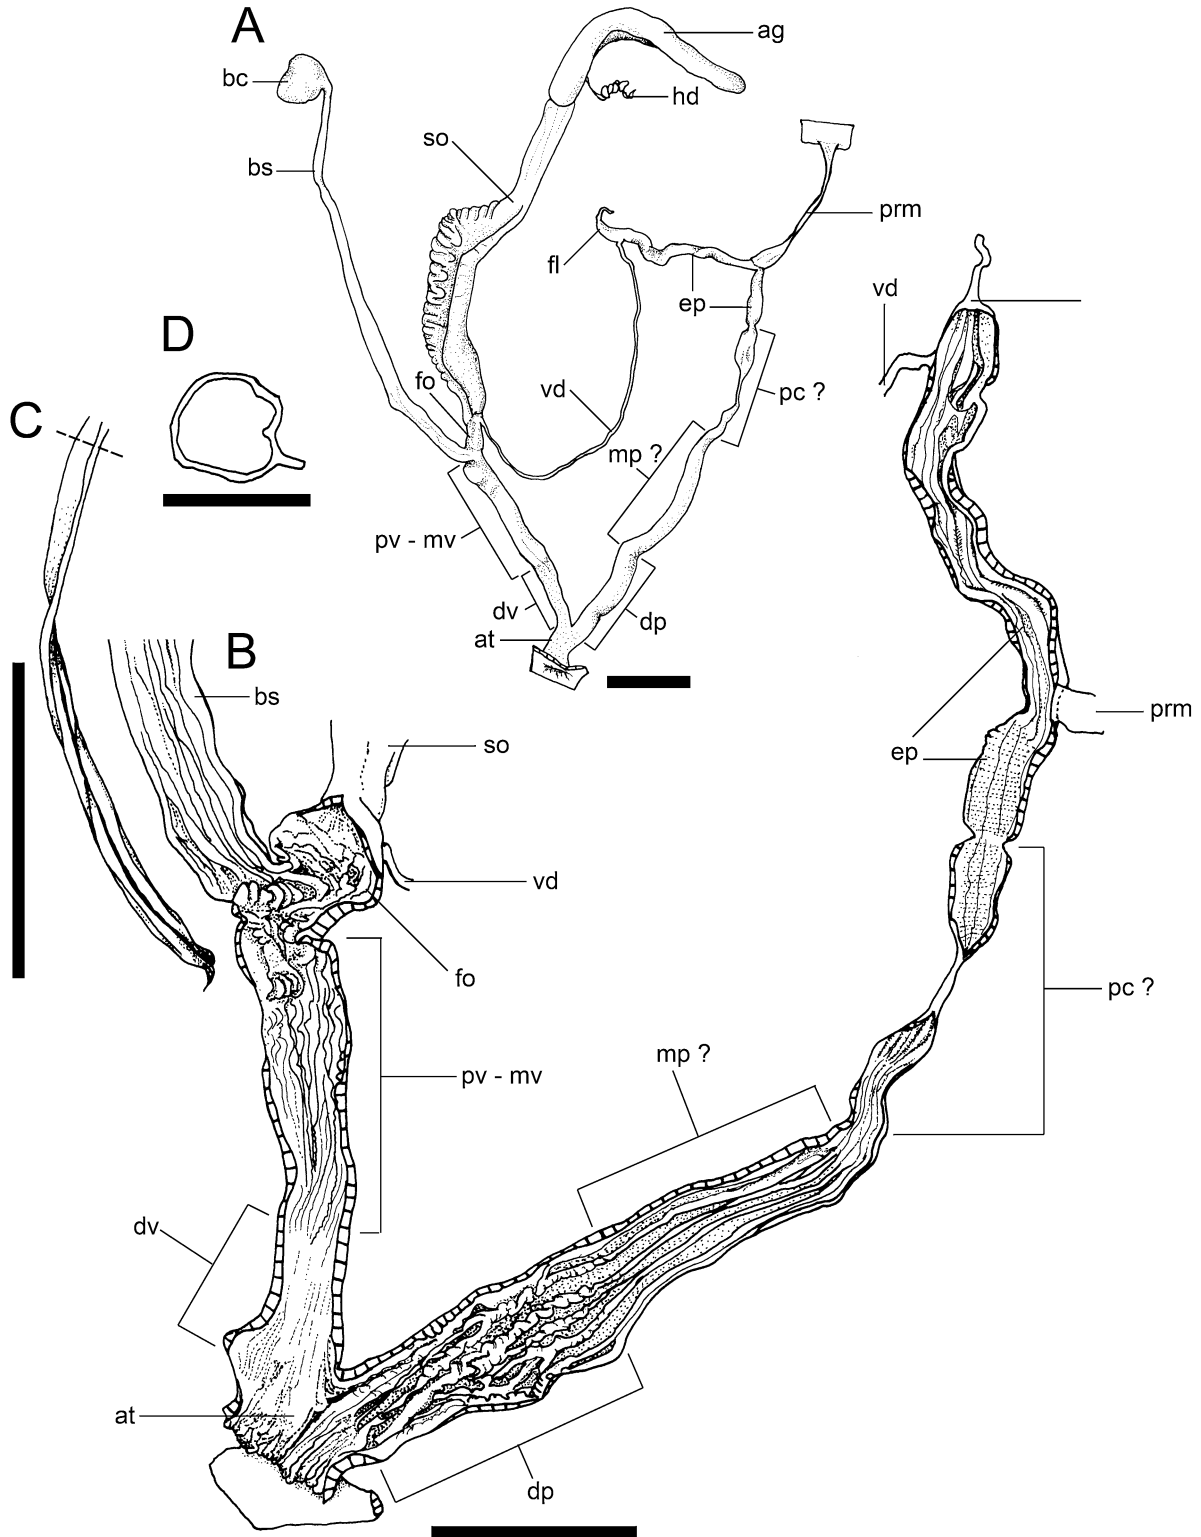 A
ag
bc
hd
so
bs
prm
fl
ep
vd
D
fo
vd
pc ?
C
mp ?
pv - mv
dv
at
dp
B
bs
prm
so
ep
vd
fo
pc ?
mp ?
pv - mv
dv
at
dp